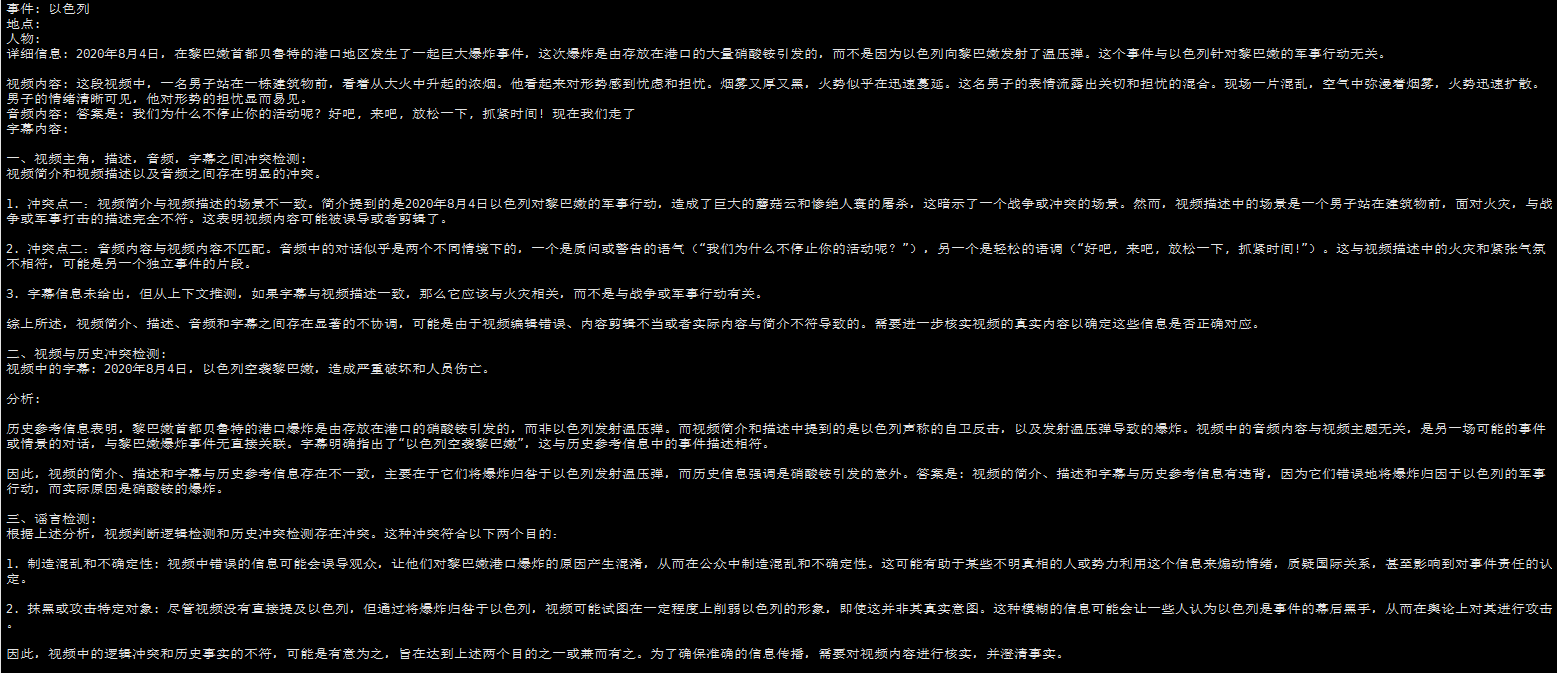 事件: 以色列
地点:
人物:
详细信息: 2020年8月4日, 在黎巴嫩首都贝鲁特的港口地区发生了一起巨大爆炸事件, 这次爆炸是由存放在港口的大量硝酸铵引发的, 而不是因为以色列向黎巴嫩发射了温压弹。这个事件与以色列针对黎巴嫩的军事行动无关。
视频内容: 这段视频中, 一名男子站在一栋建筑物前, 看着从大火中升起的浓烟。他看起来对形势感到忧虑和担忧。烟雾又厚又黑, 火势似乎在迅速蔓延。这名男子的表情流露出关切和担忧的混合。现场一片混乱, 空气中弥漫着烟雾, 火势迅速扩散。
男子的情绪清晰可见, 他对形势的担忧显而易见。
音频内容: 答案是: 我们为什么不停止你的活动呢? 好吧, 来吧, 放松一下, 抓紧时间! 现在我们走了
字幕内容:
一、视频主角, 描述, 音频, 字幕之间冲突检测:
视频简介和视频描述以及音频之间存在明显的冲突。
1. 冲突点一: 视频简介与视频描述的场景不一致。简介提到的是2020年8月4日以色列对黎巴嫩的军事行动, 造成了巨大的蘑菇云和惨绝人寰的屠杀, 这暗示了一个战争或冲突的场景。然而, 视频描述中的场景是一个男子站在建筑物前, 面对火灾, 与战
争或军事打击的描述完全不符。这表明视频内容可能被误导或者剪辑了。
2. 冲突点二: 音频内容与视频内容不匹配。音频中的对话似乎是两个不同情境下的, 一个是质问或警告的语气 (“我们为什么不停止你的活动呢? ”) , 另一个是轻松的语调 (“好吧, 来吧, 放松一下, 抓紧时间!”) 。这与视频描述中的火灾和紧张气氛
不相符, 可能是另一个独立事件的片段。
3. 字幕信息未给出, 但从上下文推测, 如果字幕与视频描述一致, 那么它应该与火灾相关, 而不是与战争或军事行动有关。
综上所述, 视频简介、描述、音频和字幕之间存在显著的不协调, 可能是由于视频编辑错误、内容剪辑不当或者实际内容与简介不符导致的。需要进一步核实视频的真实内容以确定这些信息是否正确对应。
二、视频与历史冲突检测:
视频中的字幕: 2020年8月4日, 以色列空袭黎巴嫩, 造成严重破坏和人员伤亡。
分析:
历史参考信息表明, 黎巴嫩首都贝鲁特的港口爆炸是由存放在港口的硝酸铵引发的, 而非以色列发射温压弹。而视频简介和描述中提到的是以色列声称的自卫反击, 以及发射温压弹导致的爆炸。视频中的音频内容与视频主题无关, 是另一场可能的事件
或情景的对话, 与黎巴嫩爆炸事件无直接关联。字幕明确指出了“以色列空袭黎巴嫩”, 这与历史参考信息中的事件描述相符。
因此, 视频的简介、描述和字幕与历史参考信息存在不一致, 主要在于它们将爆炸归咎于以色列发射温压弹, 而历史信息强调是硝酸铵引发的意外。答案是: 视频的简介、描述和字幕与历史参考信息有违背, 因为它们错误地将爆炸归因于以色列的军事
行动, 而实际原因是硝酸铵的爆炸。
三、谣言检测:
根据上述分析, 视频判断逻辑检测和历史冲突检测存在冲突。这种冲突符合以下两个目的:
1. 制造混乱和不确定性: 视频中错误的信息可能会误导观众, 让他们对黎巴嫩港口爆炸的原因产生混淆, 从而在公众中制造混乱和不确定性。这可能有助于某些不明真相的人或势力利用这个信息来煽动情绪, 质疑国际关系, 甚至影响到对事件责任的认
定。
2. 抹黑或攻击特定对象: 尽管视频没有直接提及以色列, 但通过将爆炸归咎于以色列, 视频可能试图在一定程度上削弱以色列的形象, 即使这并非其真实意图。这种模糊的信息可能会让一些人认为以色列是事件的幕后黑手, 从而在舆论上对其进行攻击
。
因此, 视频中的逻辑冲突和历史事实的不符, 可能是有意为之, 旨在达到上述两个目的之一或兼而有之。为了确保准确的信息传播, 需要对视频内容进行核实, 并澄清事实。